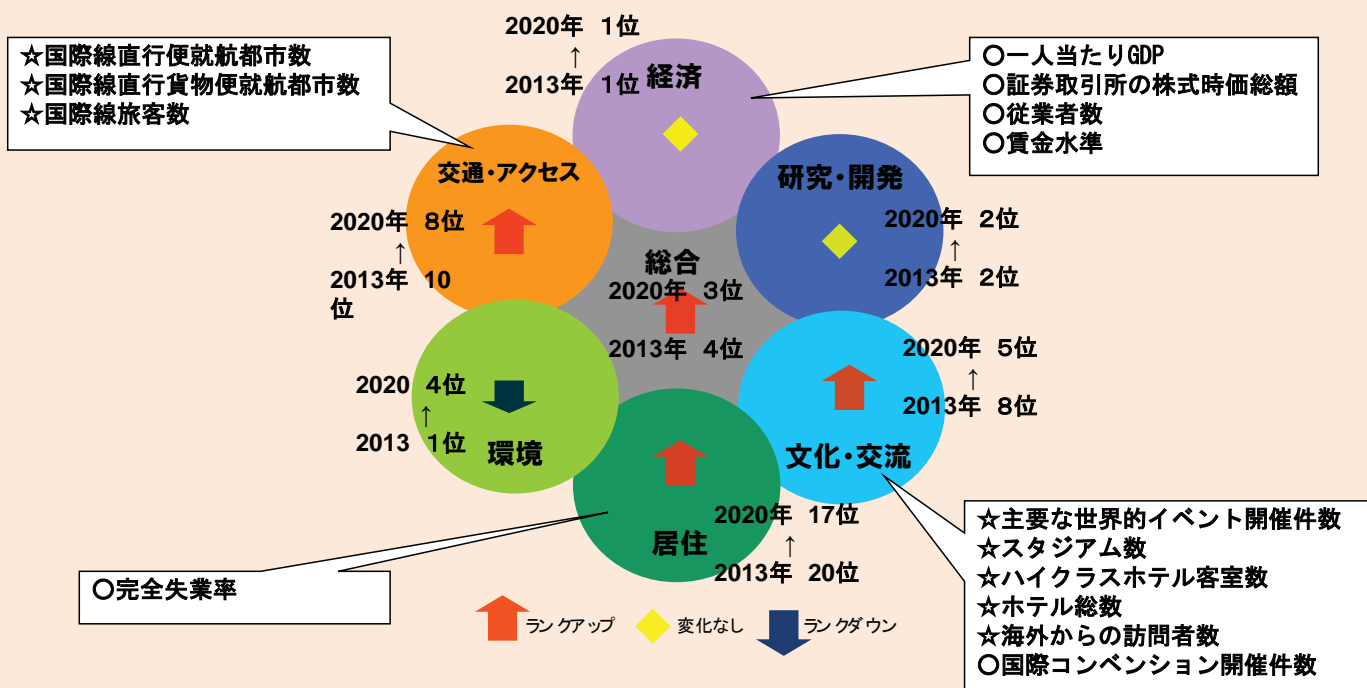 2020年 1位
↑
2013年 1位
経済
☆国際線直行便就航都市数
☆国際線直行貨物便就航都市数
☆国際線旅客数
〇一人当たりGDP
〇証券取引所の株式時価総額
〇従業者数
〇賃金水準
交通・アクセス
2020年 8位
↑
2013年 10
位
研究・開発
2020年 2位
↑
2013年 2位
総合
2020年 3位
2013年 4位
2020 4位
↑
2013 1位
環境
2020年 5位
↑
2013年 8位
文化・交流
居住
2020年 17位
↑
2013年 20位
〇完全失業率
☆主要な世界的イベント開催件数
☆スタジアム数
☆ハイクラスホテル客室数
☆ホテル総数
☆海外からの訪問者数
〇国際コンベンション開催件数
ランクアップ
変化なし
ランクダウン